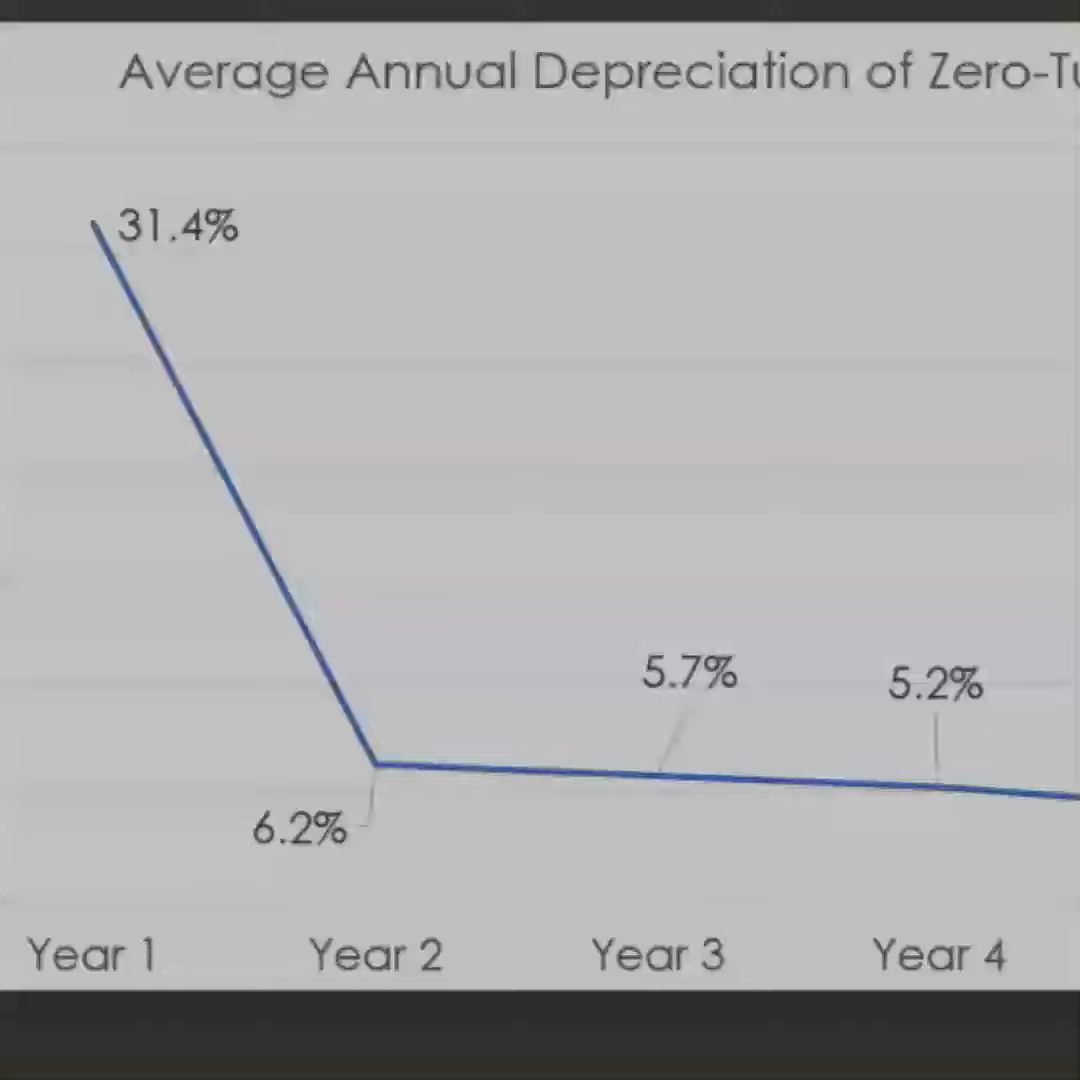 Average Annual Depreciation of Zero-Tu
31.4%
5.7%
5.2%
6.2%
Year 1 Year 2 Year 3 Year 4